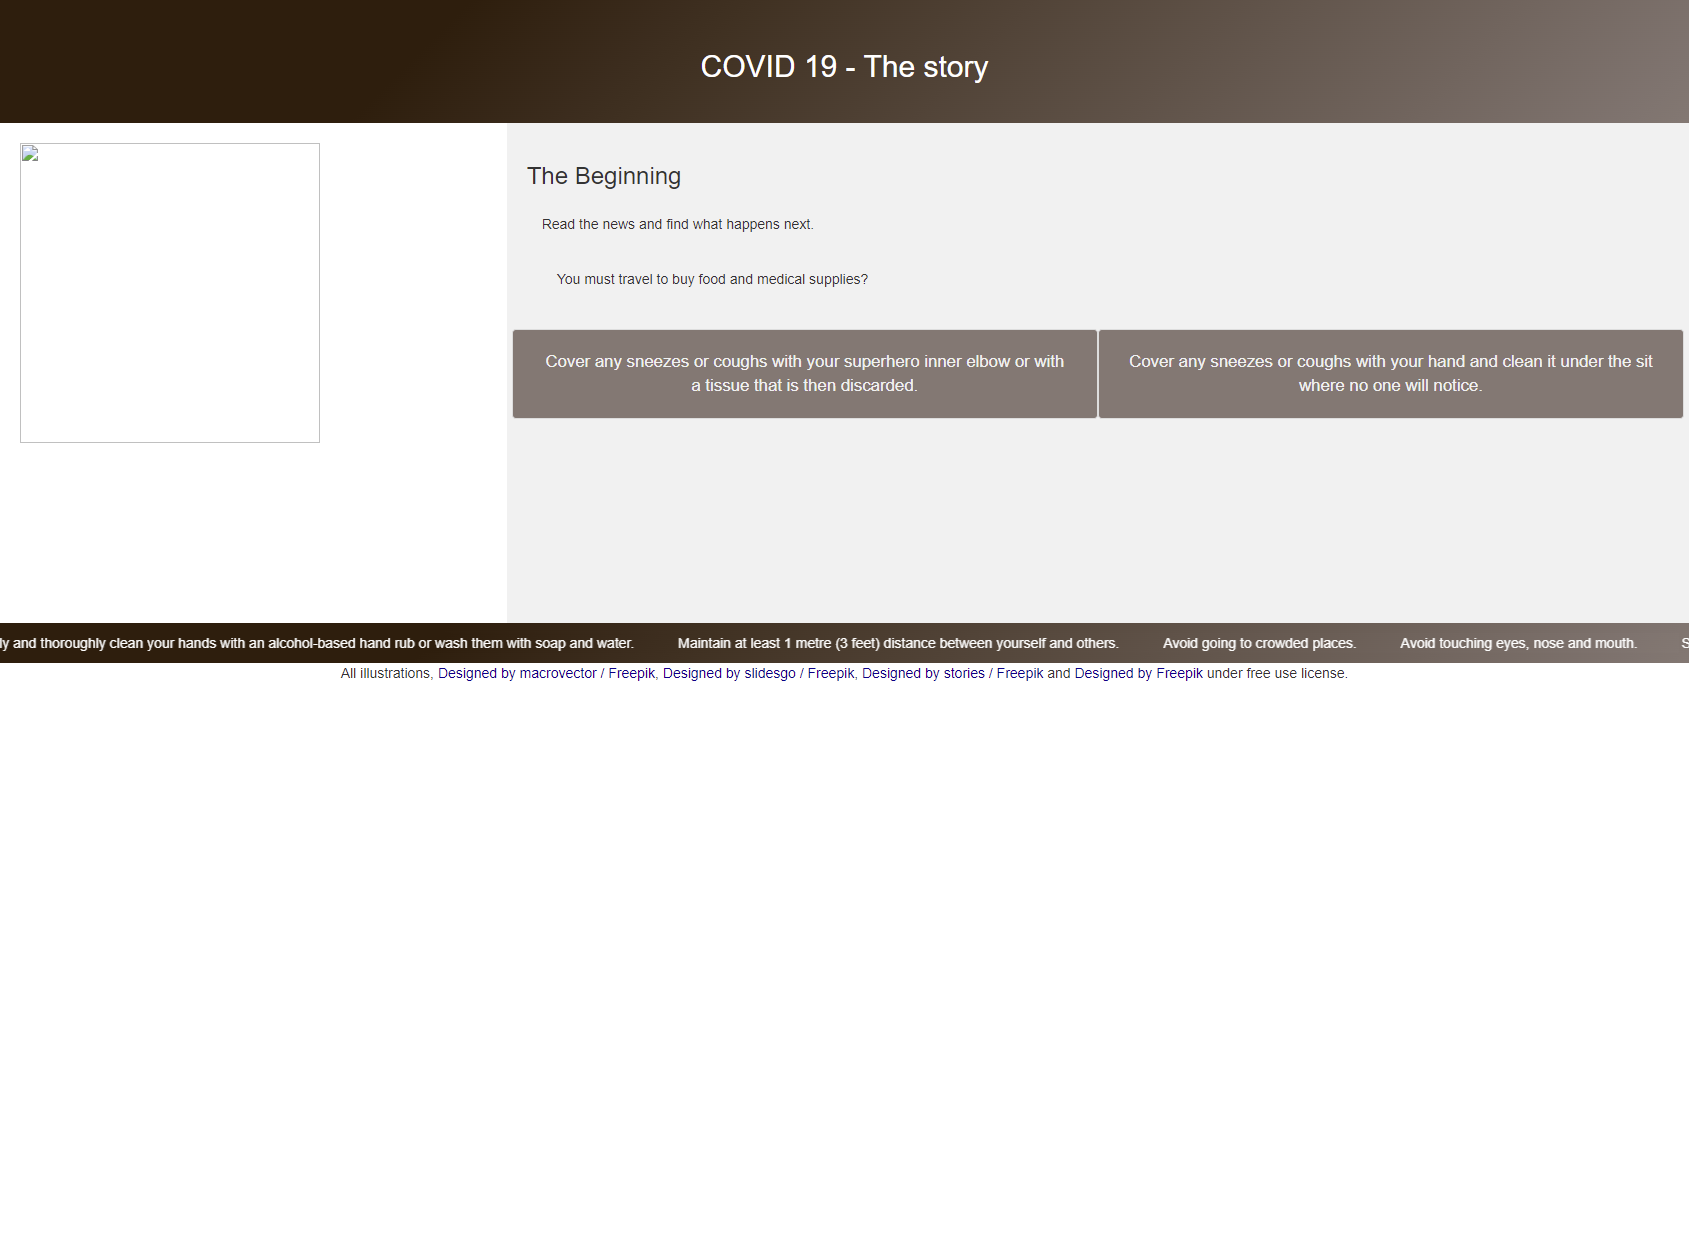 COVID 19 - The story
The Beginning
Read the news and find what happens next.
You must travel to buy food and medical supplies?
Cover any sneezes or coughs with your superhero inner elbow or with
a tissue that is then discarded.
Cover any sneezes or coughs with your hand and clean it under the sit
where no one will notice.
and thoroughly clean your hands with an alcohol-based hand rub or wash them with soap and water. Maintain at least 1 metre (3 feet) distance between yourself and others. Avoid going to crowded places. Avoid touching eyes, nose and mouth.
All illustrations, Designed by macrovector / Freepik, Designed by slidesgo / Freepik, Designed by stories / Freepik and Designed by Freepik under free use license.